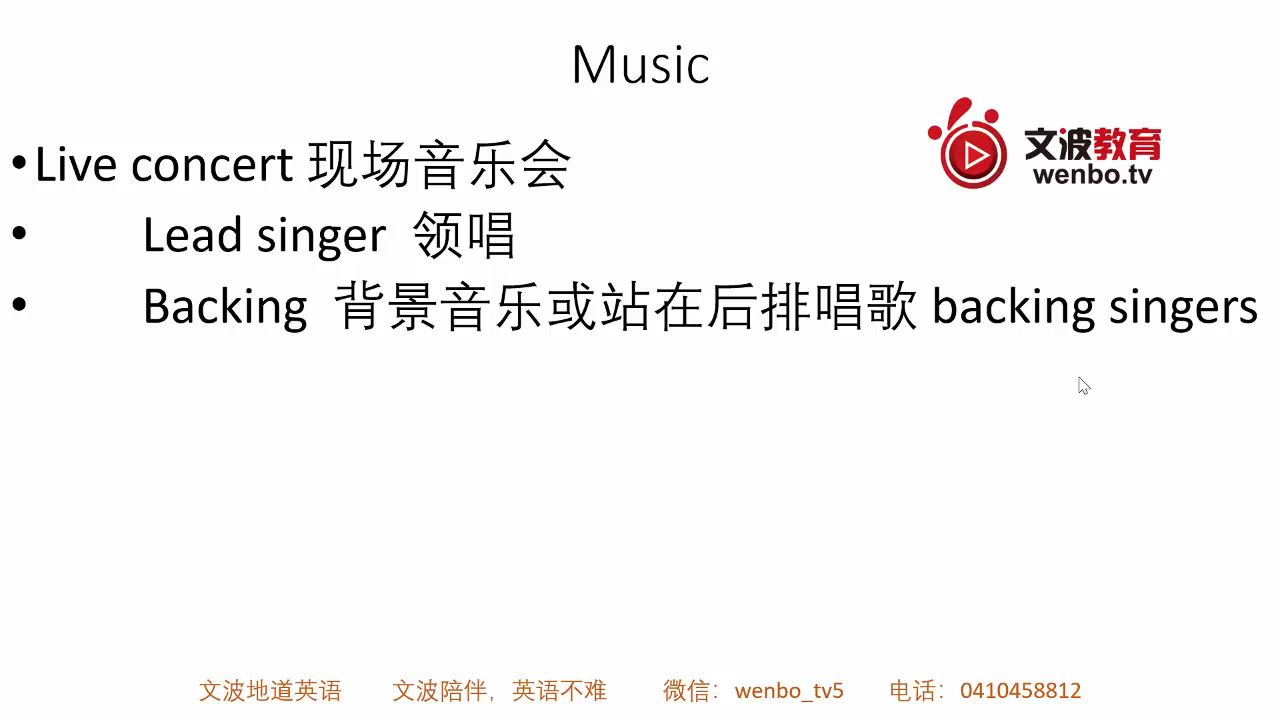 Music
文波教育
wenbo.tv
•Live concert 现场音乐会
• Lead singer 领唱
• Backing 背景音乐或站在后排唱歌 backing singers
文波地道英语 文波陪伴，英语不难 微信：wenbo_tv5 电话：0410458812